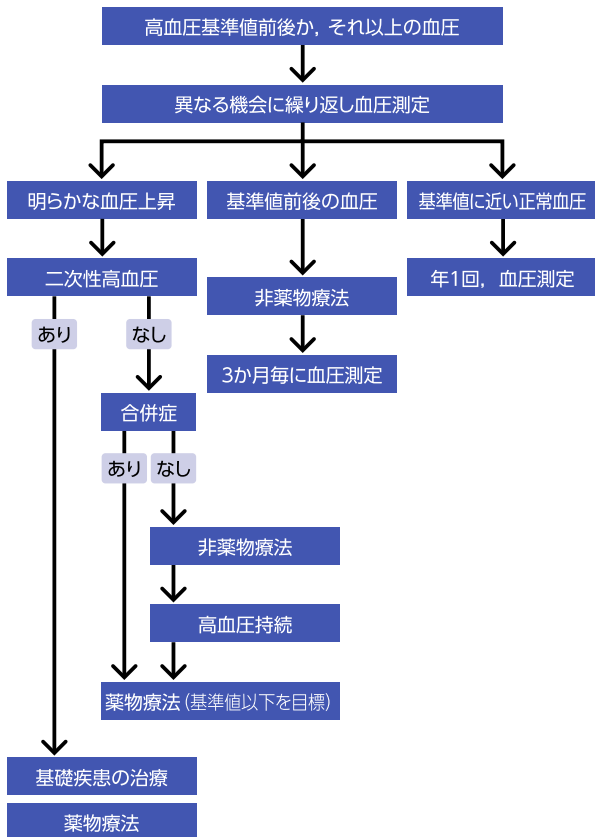 高血圧基準値前後か，それ以上の血圧
異なる機会に繰り返し血圧測定
明らかな血圧上昇
基準値前後の血圧
基準値に近い正常血圧
二次性高血圧
非薬物療法
年1回，血圧測定
あり
なし
3か月毎に血圧測定
合併症
あり
なし
非薬物療法
高血圧持続
薬物療法（基準値以下を目標）
基礎疾患の治療
薬物療法